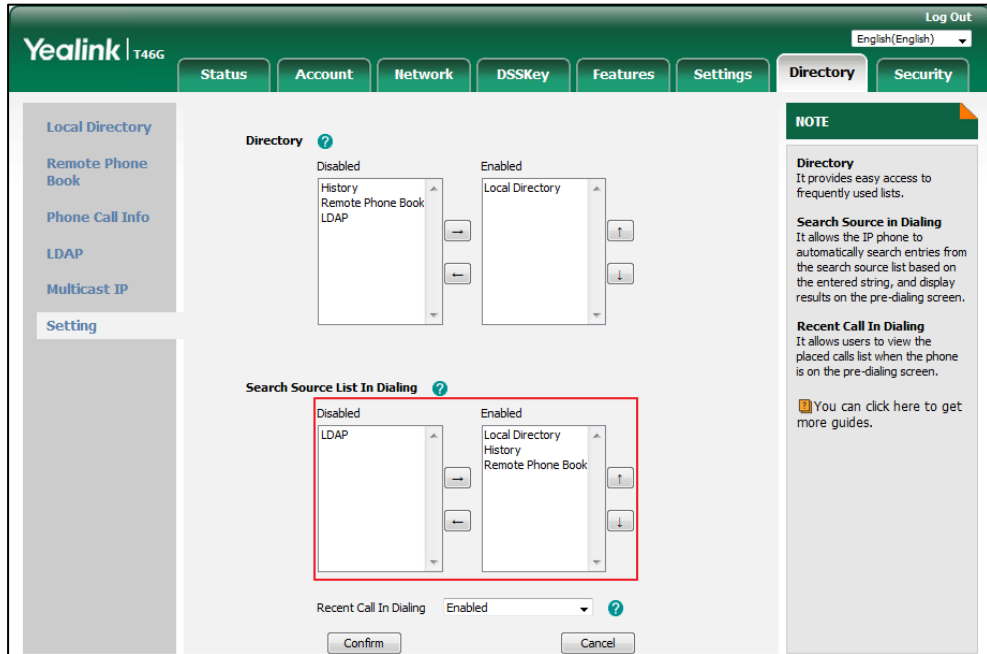 Log Out
English(English)
Yealink | T46G
Status
Account
Network
DSSKey
Features
Settings
Directory
Security
Local Directory
Remote Phone
Book
Phone Call Info
LDAP
Multicast IP
Setting
Directory ?
Disabled
Enabled
History
Remote Phone Book
LDAP
Local Directory
→
←
↑
↓
Search Source List In Dialing ?
Disabled
Enabled
LDAP
Local Directory
History
Remote Phone Book
→
←
↑
↓
Recent Call In Dialing Enabled ?
Confirm
Cancel
NOTE
Directory
It provides easy access to
frequently used lists.
Search Source in Dialing
It allows the IP phone to
automatically search entries from
the search source list based on
the entered string, and display
results on the pre-dialing screen.
Recent Call In Dialing
It allows users to view the
placed calls list when the phone
is on the pre-dialing screen.
? You can click here to get
more guides.